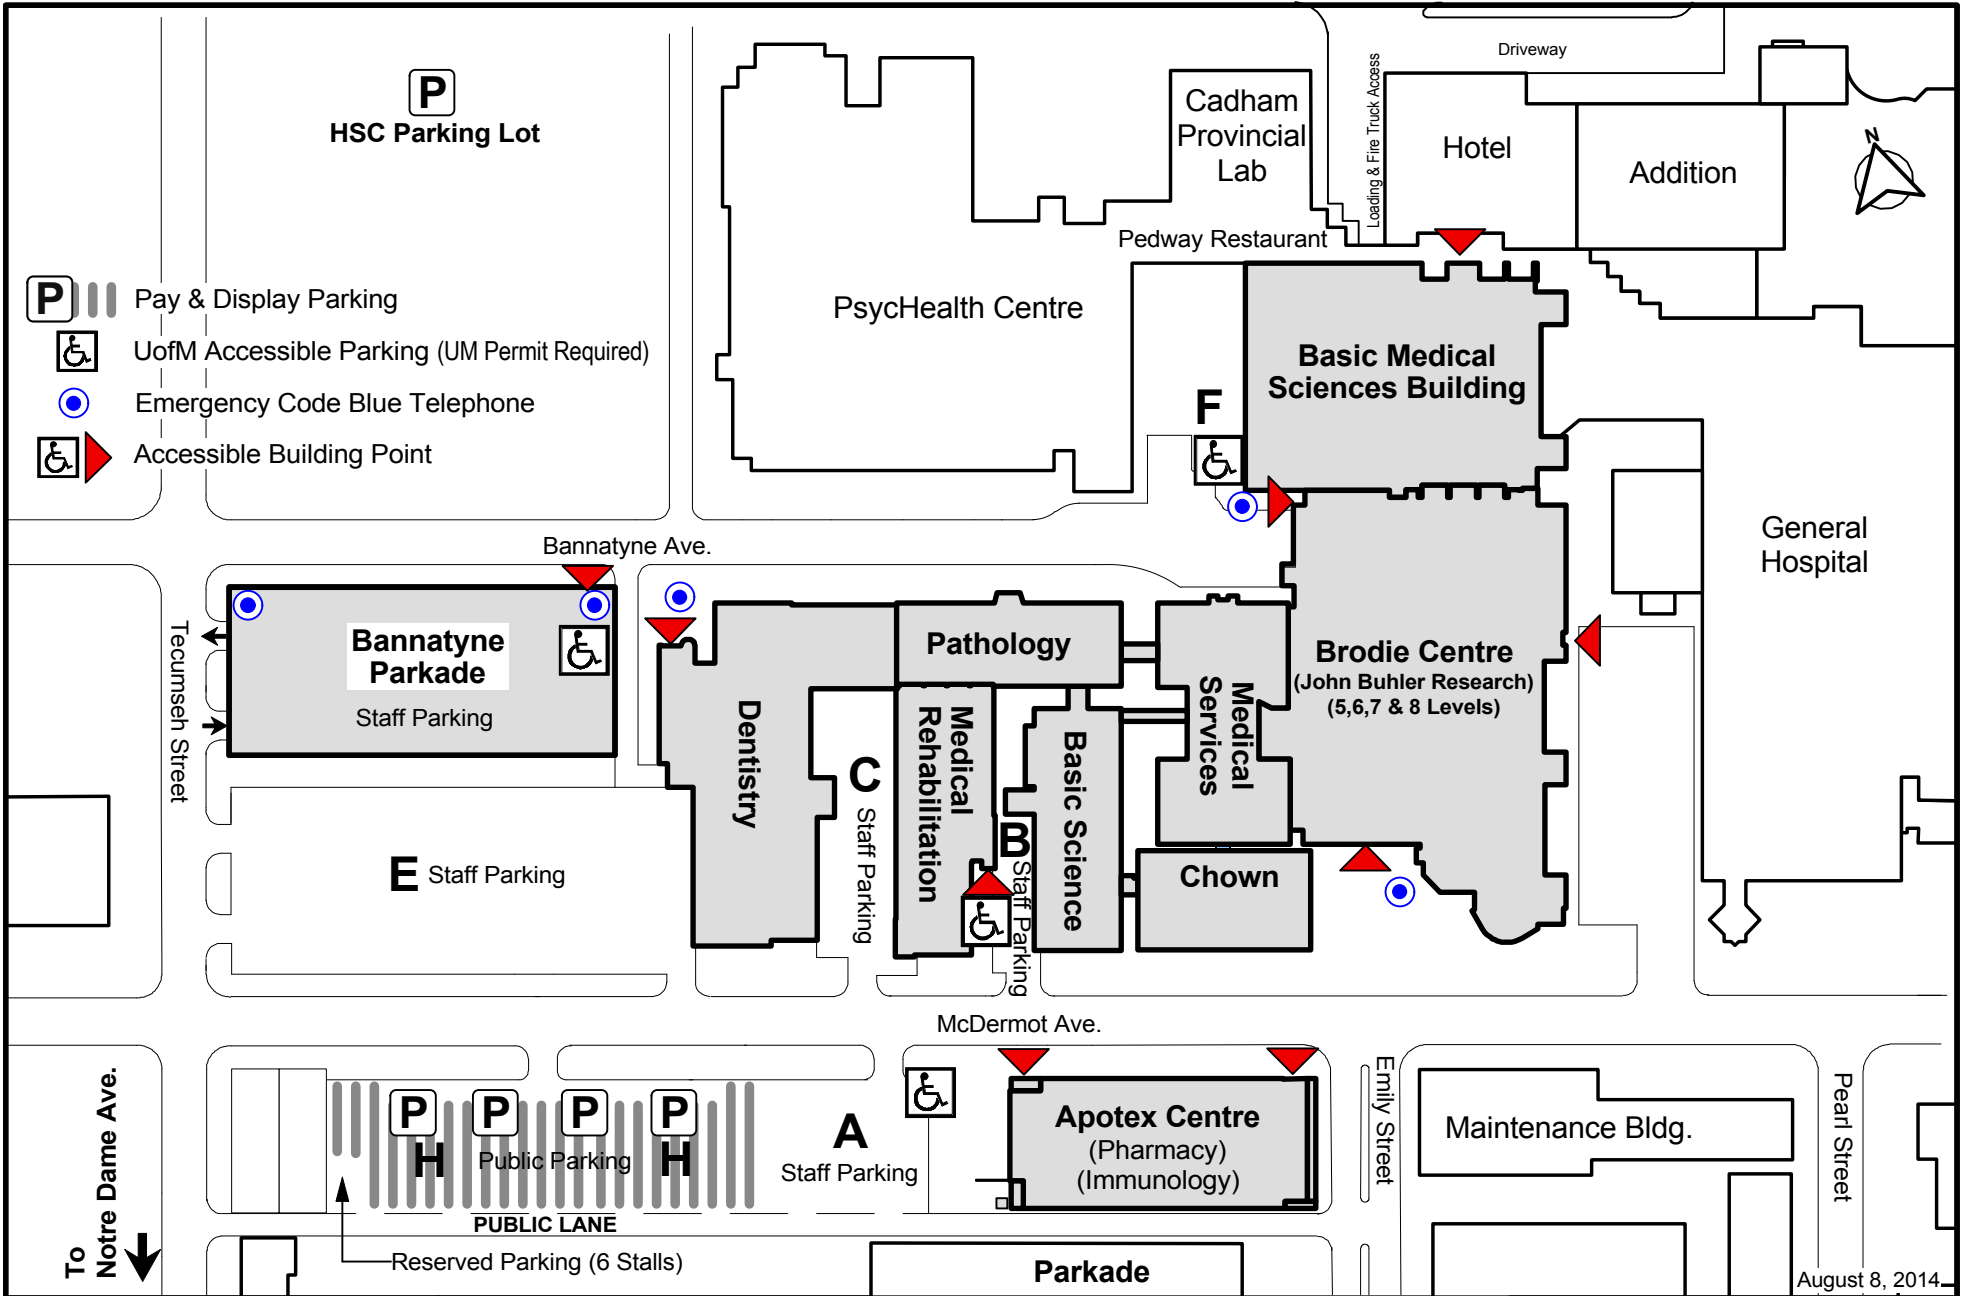 Driveway
P
HSC Parking Lot
Cadham
Provincial
Lab
Loading & Fire Truck Access
Hotel
Addition
N
Pedway Restaurant
P
Pay & Display Parking
UofM Accessible Parking (UM Permit Required)
Emergency Code Blue Telephone
Accessible Building Point
PsycHealth Centre
Basic Medical
Sciences Building
F
General
Hospital
Bannatyne Ave.
Tecumseh Street
Bannatyne
Parkade
Staff Parking
Pathology
Brodie Centre
(John Buhler Research)
(5,6,7 & 8 Levels)
Dentistry
C
Staff Parking
Medical
Rehabilitation
B
Staff Parking
Basic Science
Medical
Services
Chown
E Staff Parking
McDermot Ave.
To
Notre Dame Ave.
P
P
P
P
H
Public Parking
H
A
Staff Parking
Apotex Centre
(Pharmacy)
(Immunology)
Emily Street
Maintenance Bldg.
Pearl Street
PUBLIC LANE
Reserved Parking (6 Stalls)
Parkade
August 8, 2014